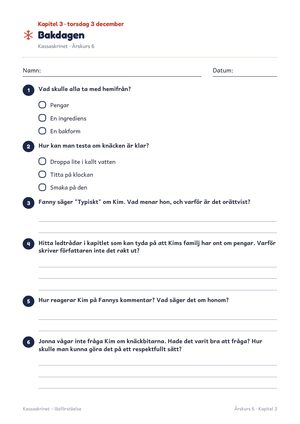 Kapitel 3 · torsdag 3 december
Bakdagen
Kassaskrinet · Årskurs 6
Namn:
Datum:
1 Vad skulle alla ta med hemifrån?
Pengar
En ingrediens
En bakform
2 Hur kan man testa om knäcken är klar?
Droppa lite i kallt vatten
Titta på klockan
Smaka på den
3 Fanny säger "Typiskt" om Kim. Vad menar hon, och varför är det orättvist?
4 Hitta ledtrådar i kapitlet som kan tyda på att Kims familj har ont om pengar. Varför
skriver författaren inte det rakt ut?
5 Hur reagerar Kim på Fannys kommentar? Vad säger det om honom?
6 Jonna vågar inte fråga Kim om knäckbitarna. Hade det varit bra att fråga? Hur
skulle man kunna göra det på ett respektfullt sätt?
Kassaskrinet – läsförståelse
Årskurs 6 · Kapitel 3